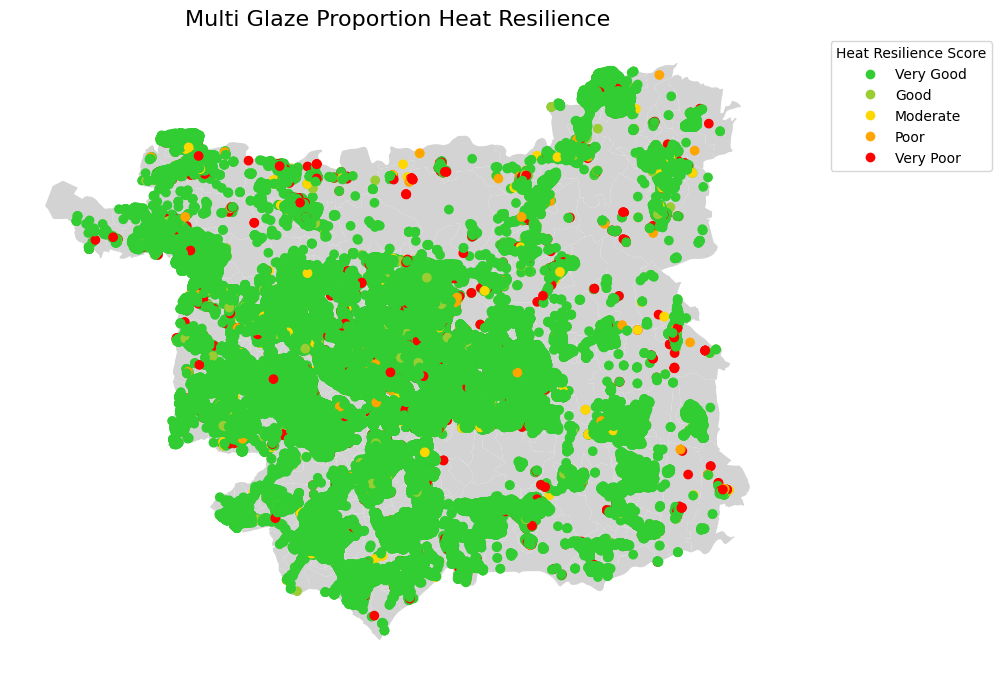 Multi Glaze Proportion Heat Resilience
Heat Resilience Score
Very Good
Good
Moderate
Poor
Very Poor